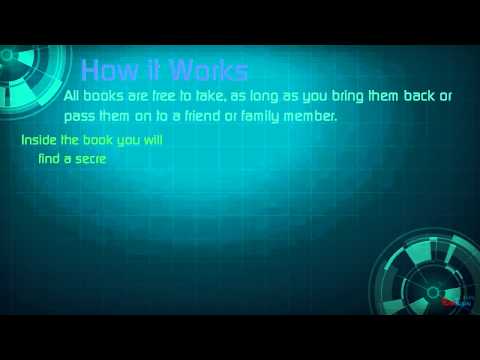 How it Works
All books are free to take, as long as you bring them back or
pass them on to a friend or family member.
Inside the book you will
find a secre